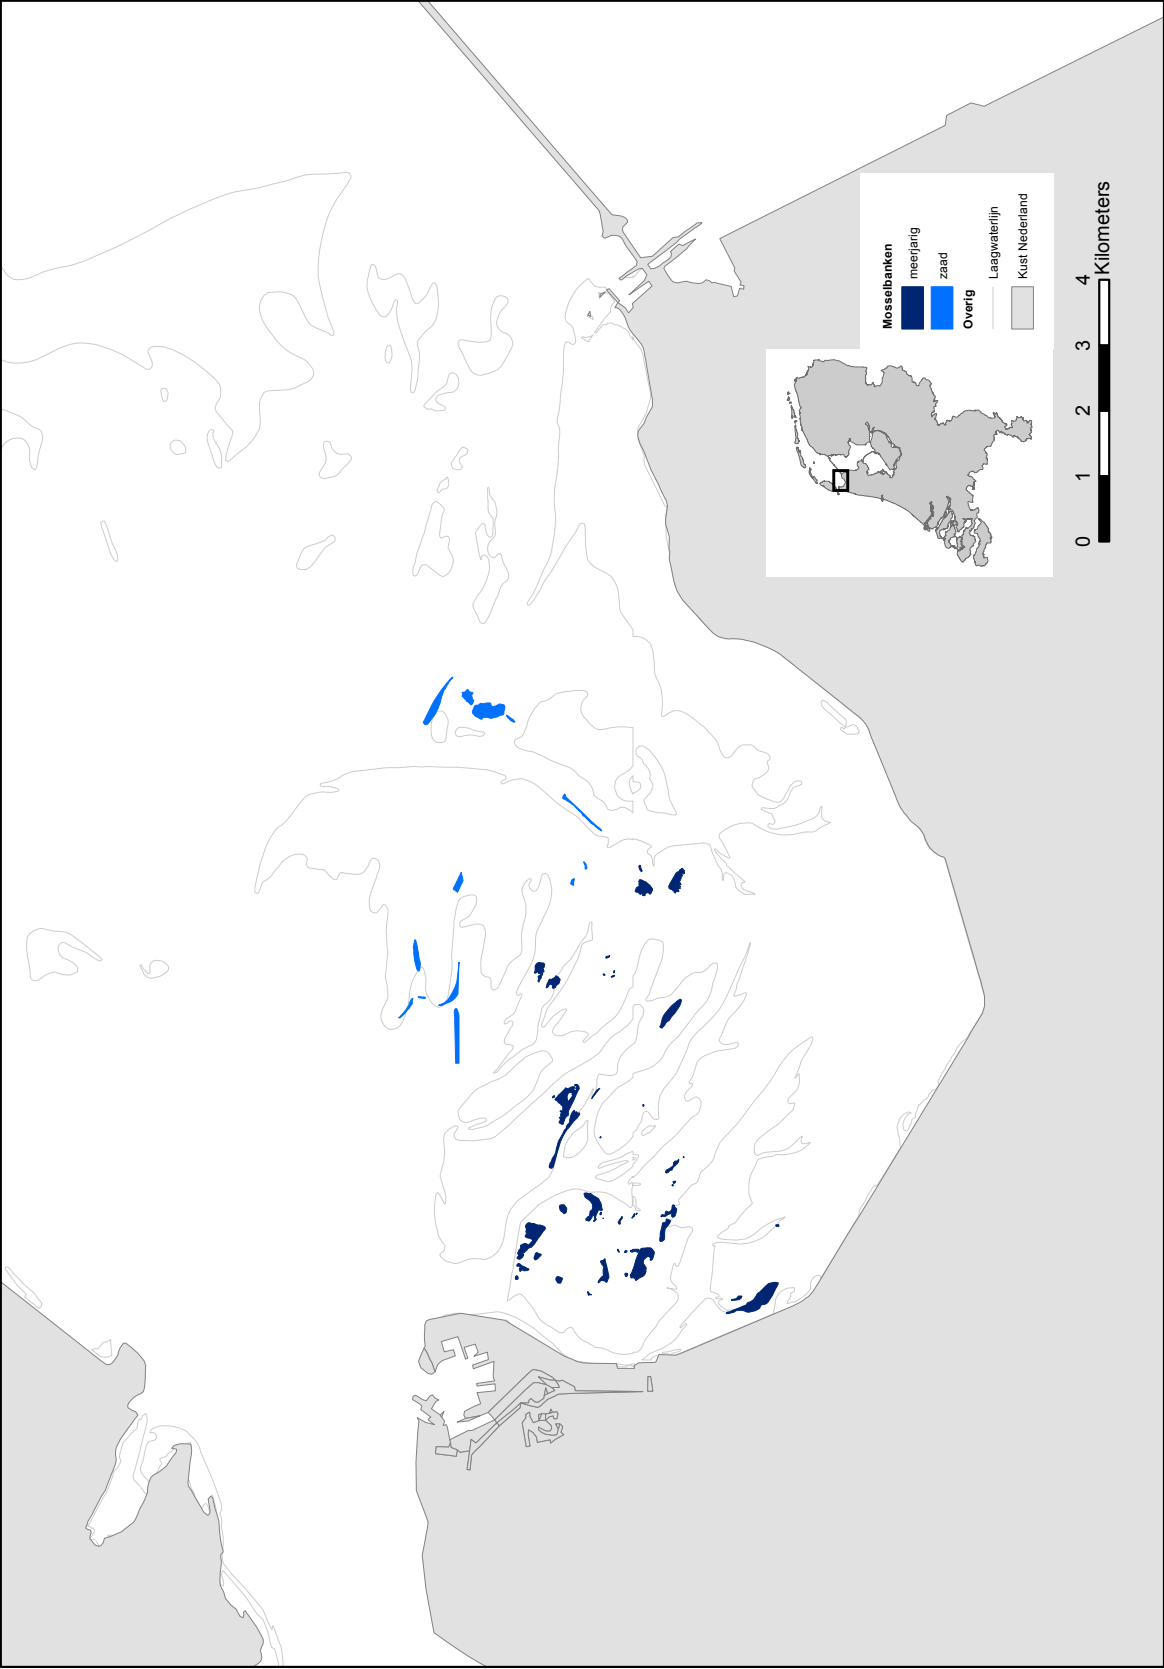 Mosselbanken
meerjarig
zaad
Overig
Laagwaterlijn
Kust Nederland
0 1 2 3 4
Kilometers